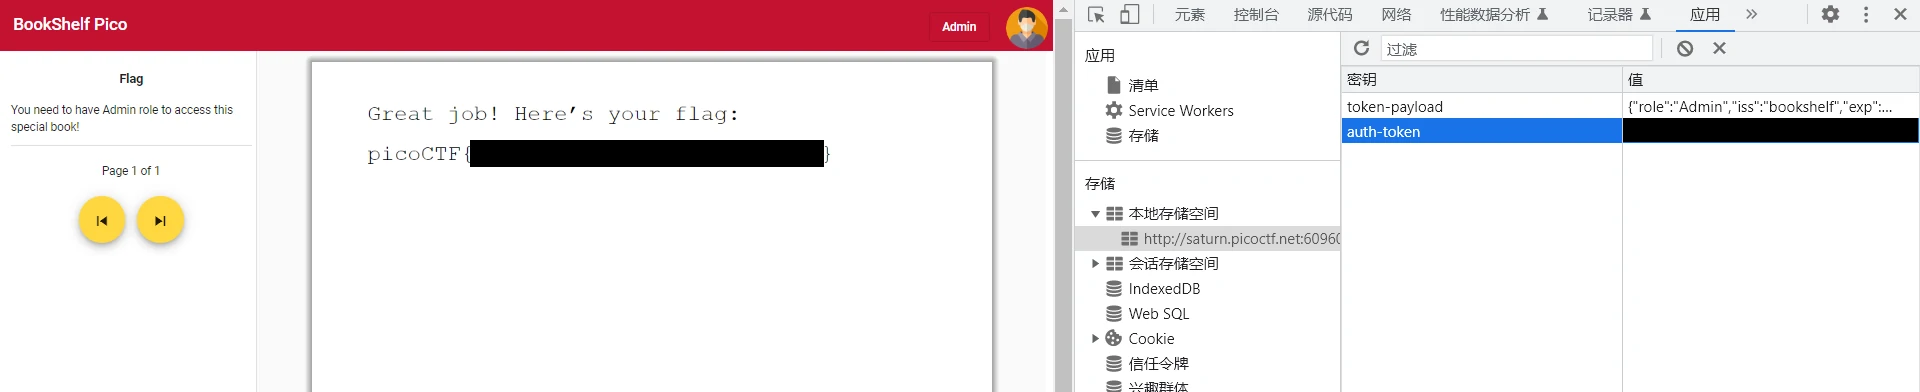 BookShelf Pico
Admin
Flag
You need to have Admin role to access this
special book!
Page 1 of 1
Great job! Here’s your flag:
picoCTF{
}
元素
控制台
源代码
网络
性能数据分析
记录器
应用
应用
清单
Service Workers
存储
存储
本地存储空间
http://saturn.picoctf.net:6096
会话存储空间
IndexedDB
Web SQL
Cookie
信任令牌
兴趣群体
过滤
密钥
值
token-payload
{"role":"Admin","iss":"bookshelf","exp":...
auth-token